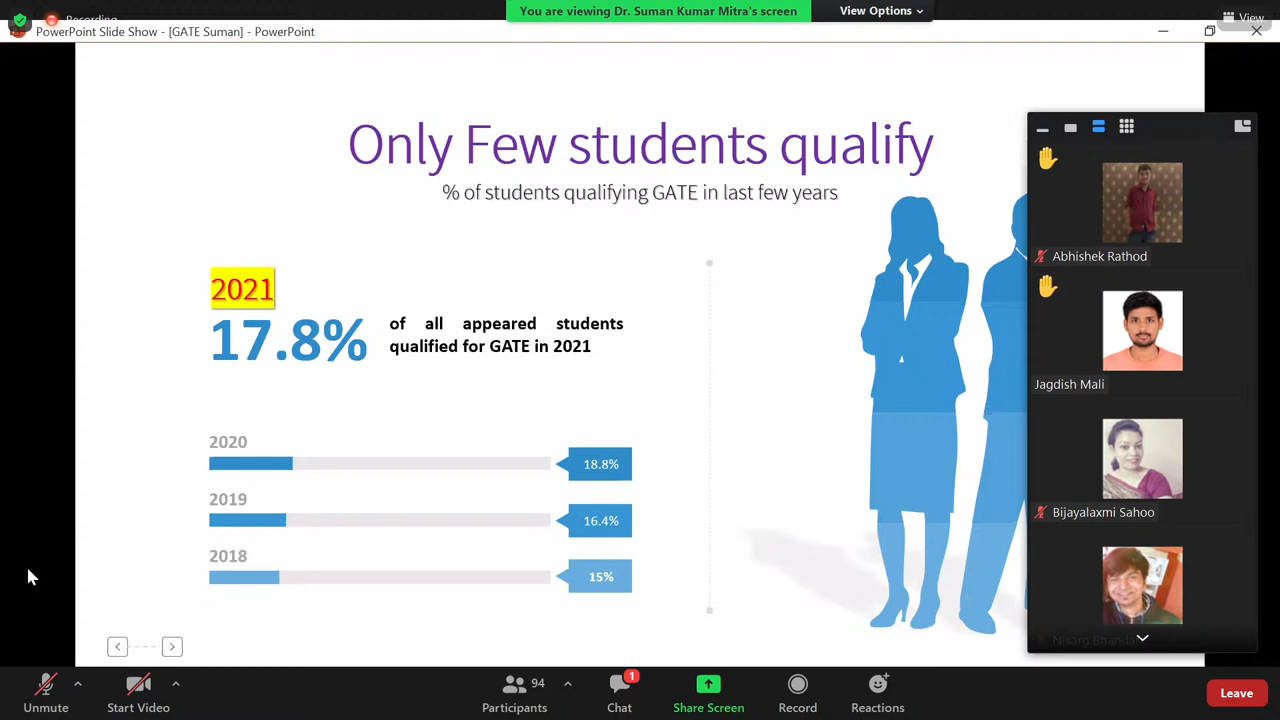 Recording
You are viewing Dr. Suman Kumar Mitra's screen
View Options
View
PowerPoint Slide Show - [GATE Suman] - PowerPoint
Only Few students qualify
% of students qualifying GATE in last few years
2021
17.8%
of all appeared students
qualified for GATE in 2021
2020
18.8%
2019
16.4%
2018
15%
Abhishek Rathod
Jagdish Mali
Bijayalaxmi Sahoo
Nisarg
Unmute
Start Video
94
Participants
1
Chat
Share Screen
Record
Reactions
Leave